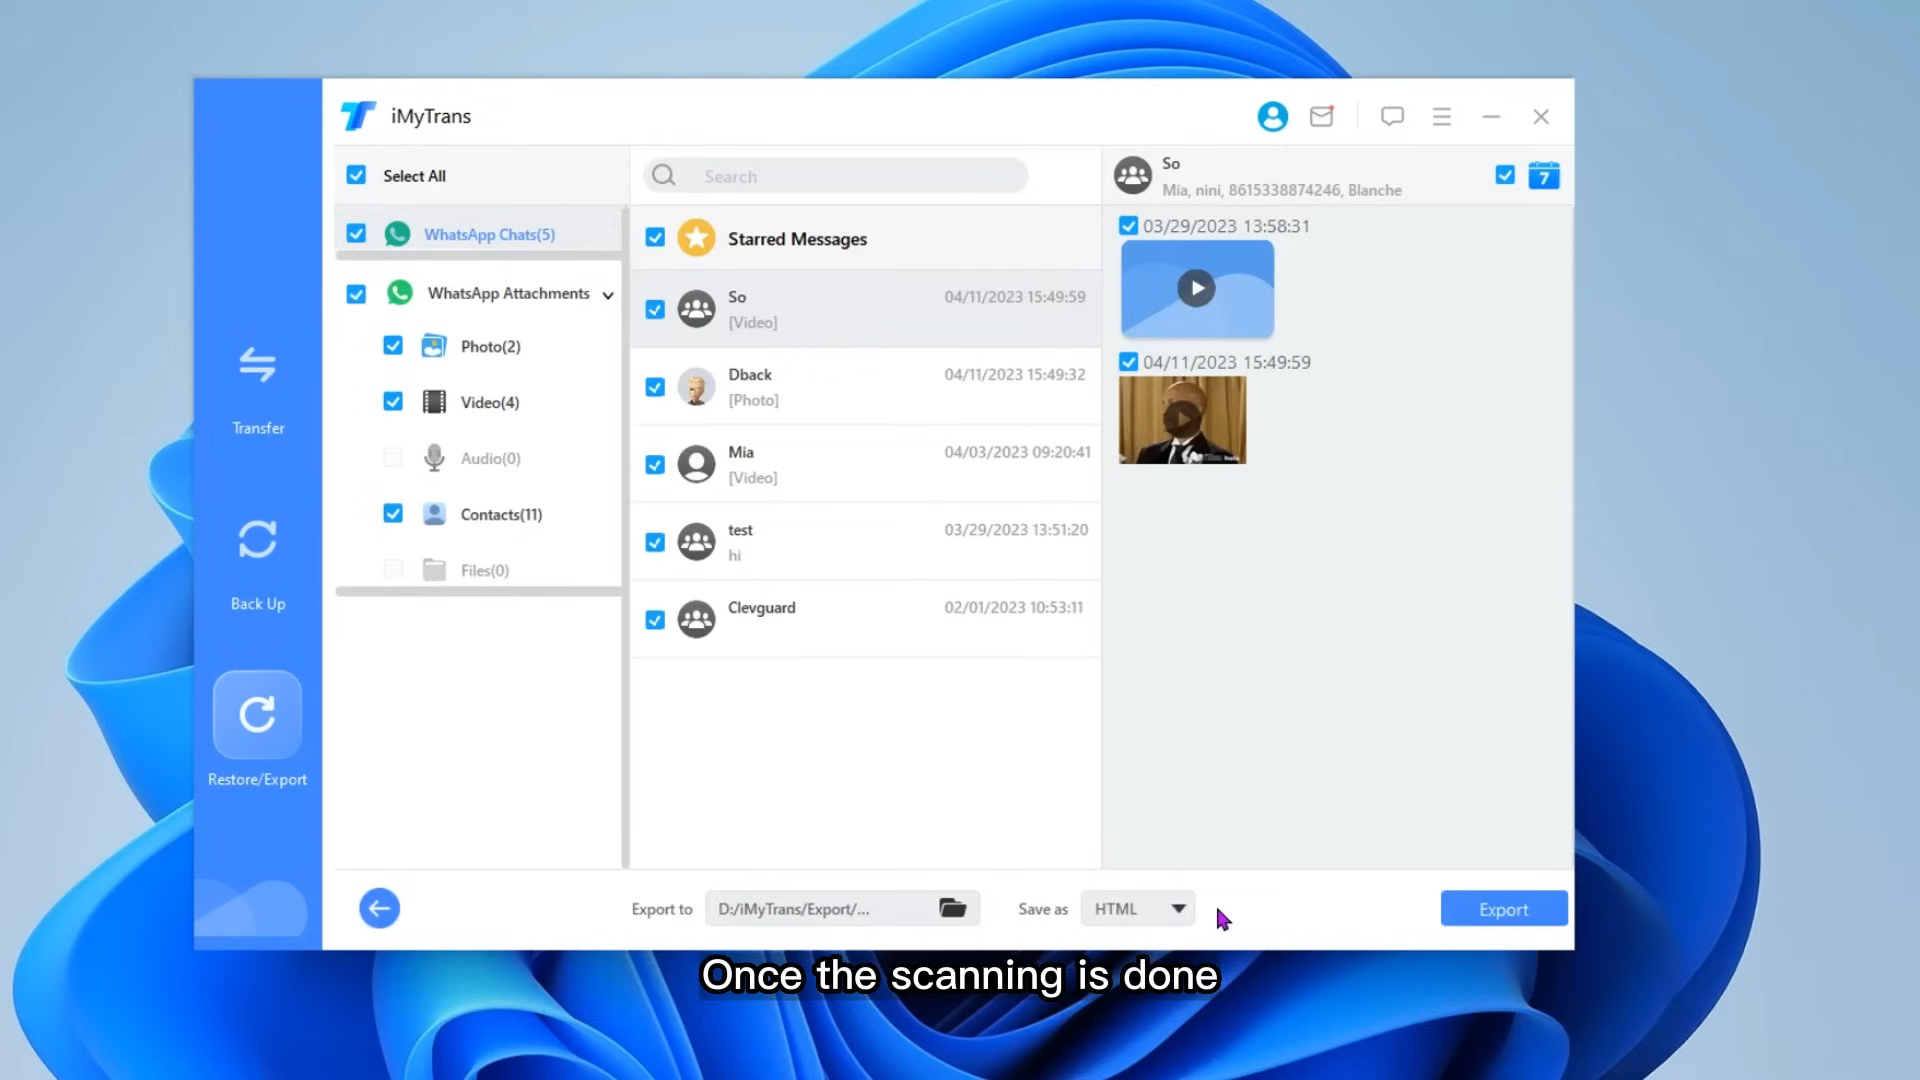 iMyTrans
Select All
Search
So
Mia, nini, 8615338874246, Blanche
7
WhatsApp Chats(5)
WhatsApp Attachments
Photo(2)
Video(4)
Audio(0)
Contacts(11)
Files(0)
Starred Messages
So 04/11/2023 15:49:59
[Video]
Dback 04/11/2023 15:49:32
[Photo]
Mia 04/03/2023 09:20:41
[Video]
test 03/29/2023 13:51:20
hi
Clevguard 02/01/2023 10:53:11
03/29/2023 13:58:31
04/11/2023 15:49:59
Transfer
Back Up
Restore/Export
Export to D:/iMyTrans/Export/... Save as HTML Export
Once the scanning is done